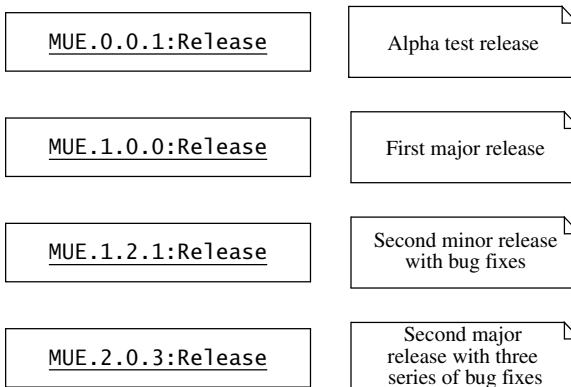 MUE.0.0.1:Release
Alpha test release
MUE.1.0.0:Release
First major release
MUE.1.2.1:Release
Second minor release
with bug fixes
MUE.2.0.3:Release
Second major
release with three
series of bug fixes